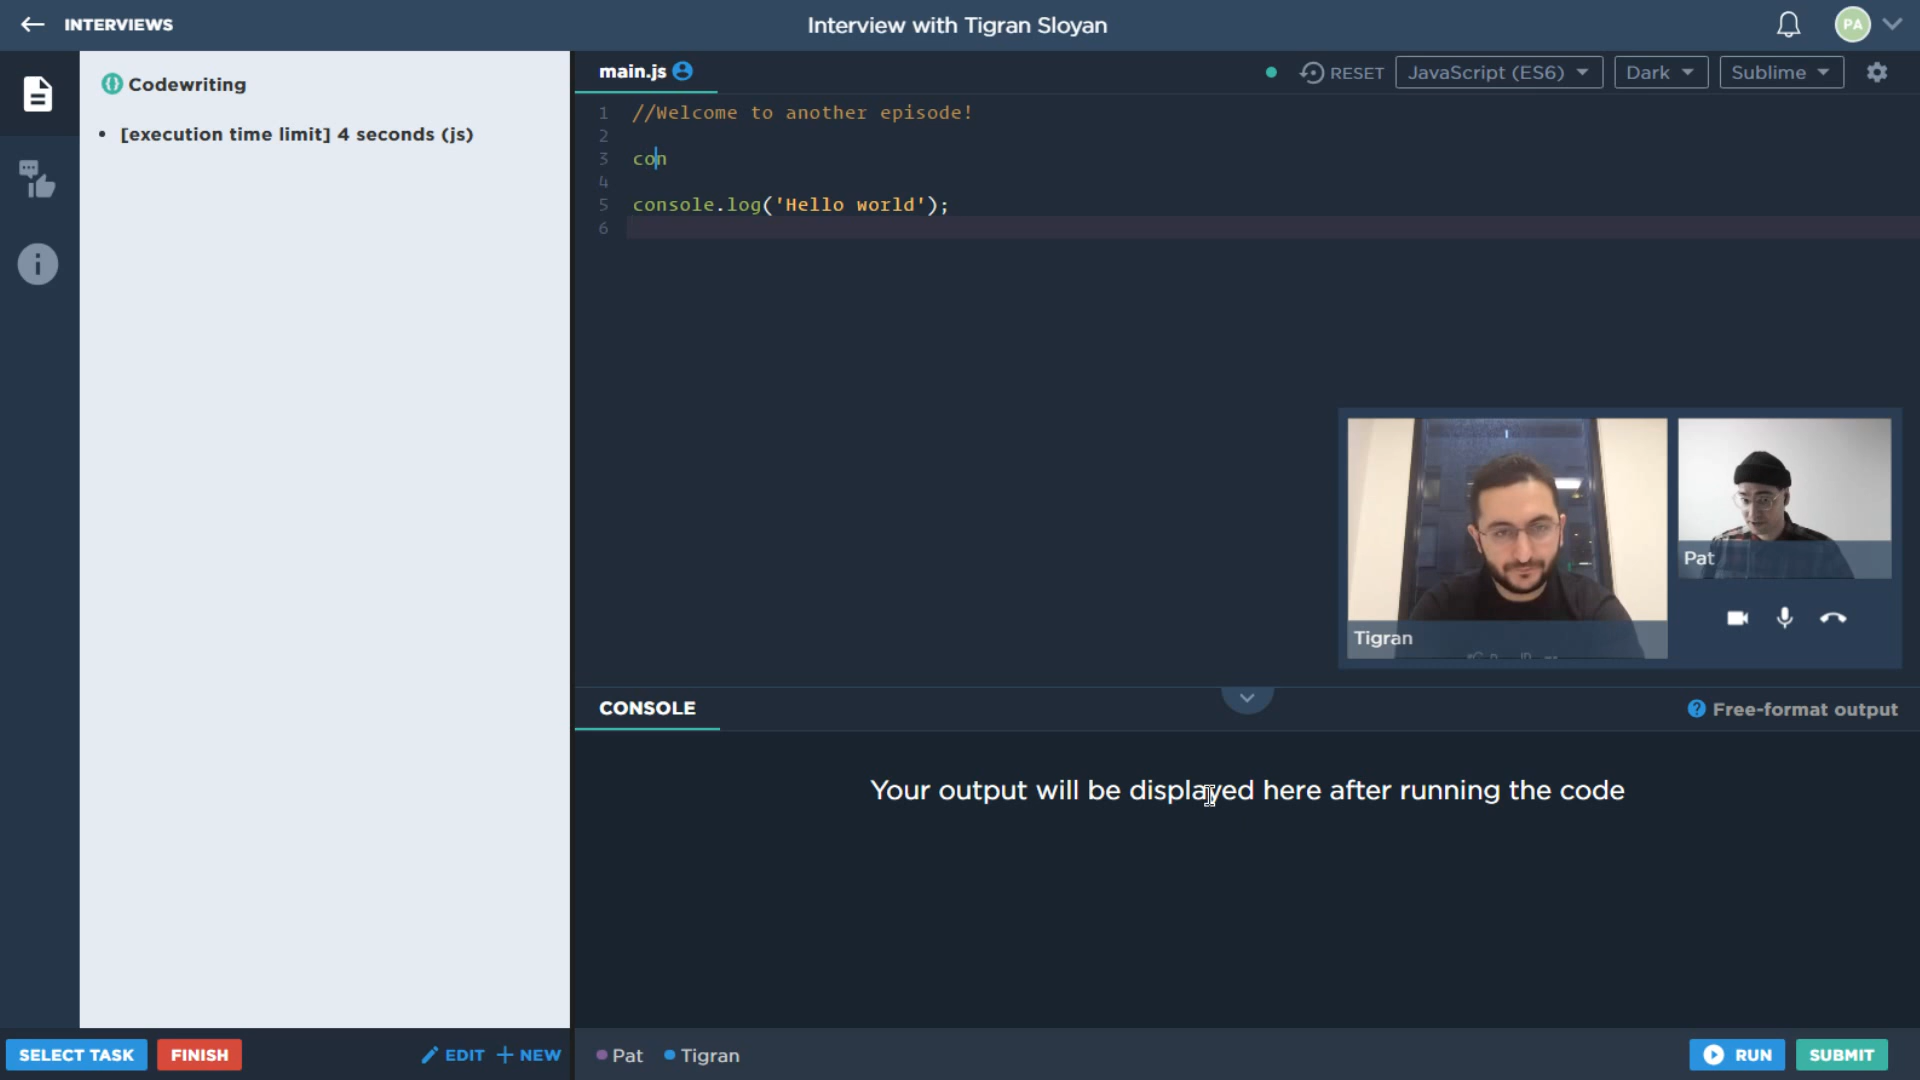 INTERVIEWS
Interview with Tigran Sloyan
PA
Codewriting
• [execution time limit] 4 seconds (js)
main.js
RESET
JavaScript (ES6)
Dark
Sublime
1 //Welcome to another episode!
2
3 con
4
5 console.log('Hello world');
6
Tigran
Pat
CONSOLE
Free-format output
Your output will be displayed here after running the code
SELECT TASK
FINISH
EDIT
NEW
Pat
Tigran
RUN
SUBMIT